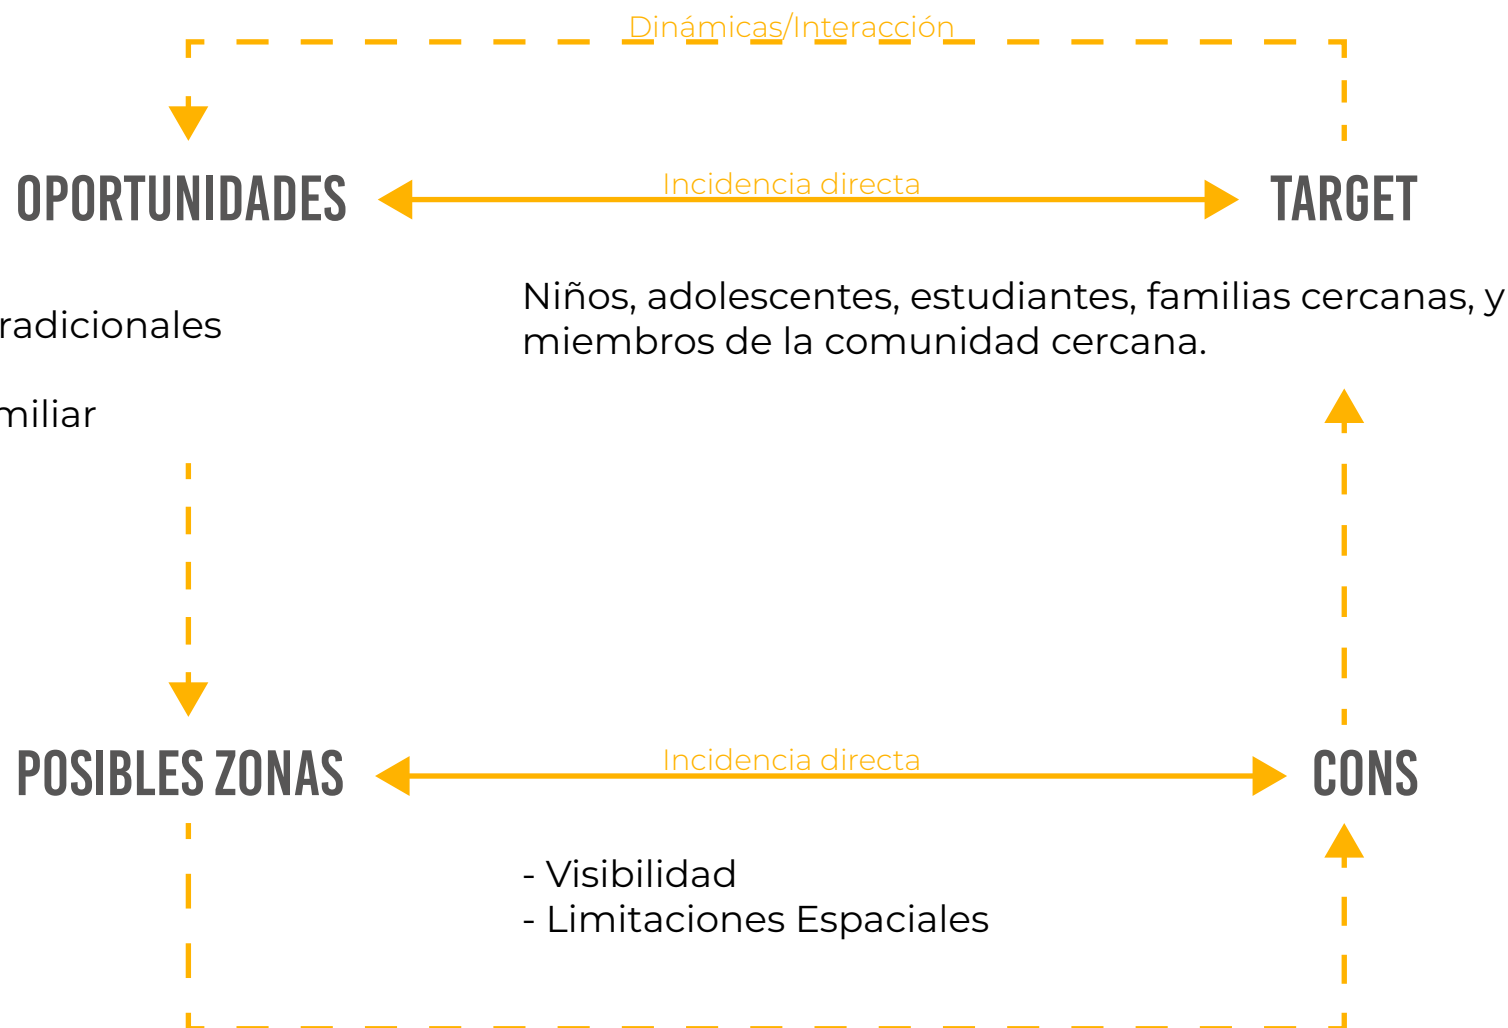 Dinámicas/Interacción
OPORTUNIDADES
Incidencia directa
TARGET
Niños, adolescentes, estudiantes, familias cercanas, y
radicionales
miembros de la comunidad cercana.
miliar
POSIBLES ZONAS
Incidencia directa
CONS
- Visibilidad
- Limitaciones Espaciales